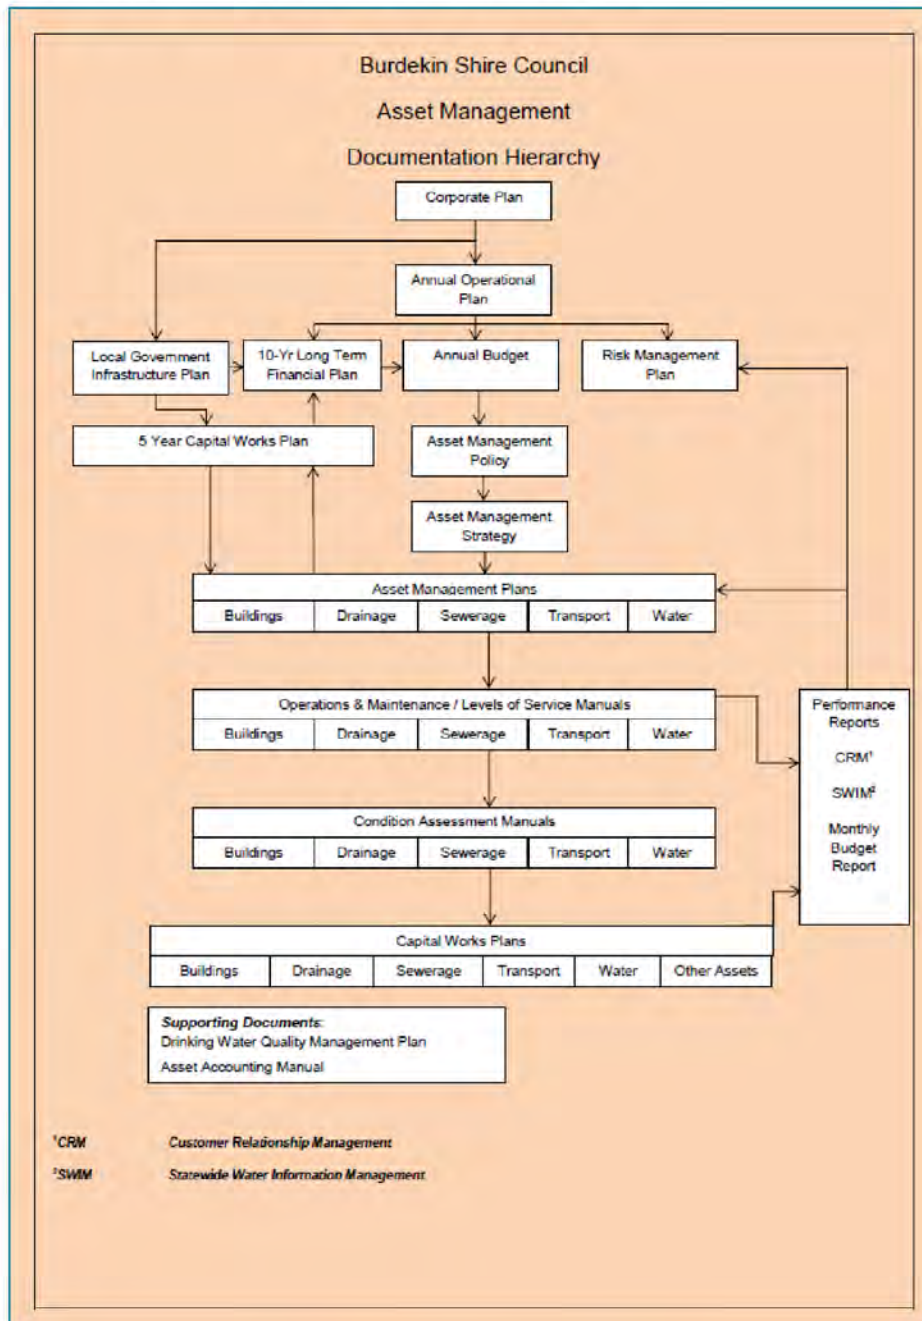 Burdekin Shire Council
Asset Management
Documentation Hierarchy
Corporate Plan
Annual Operational
Plan
Local Government
Infrastructure Plan
10-Yr Long Term
Financial Plan
Annual Budget
Risk Management
Plan
5 Year Capital Works Plan
Asset Management
Policy
Asset Management
Strategy
Asset Management Plans
Buildings Drainage Sewerage Transport Water
Operations & Maintenance / Levels of Service Manuals
Buildings Drainage Sewerage Transport Water
Performance
Reports
CRM¹
SWIM²
Monthly
Budget
Report
Condition Assessment Manuals
Buildings Drainage Sewerage Transport Water
Capital Works Plans
Buildings Drainage Sewerage Transport Water Other Assets
Supporting Documents:
Drinking Water Quality Management Plan
Asset Accounting Manual
¹CRM Customer Relationship Management
²SWIM Statewide Water Information Management